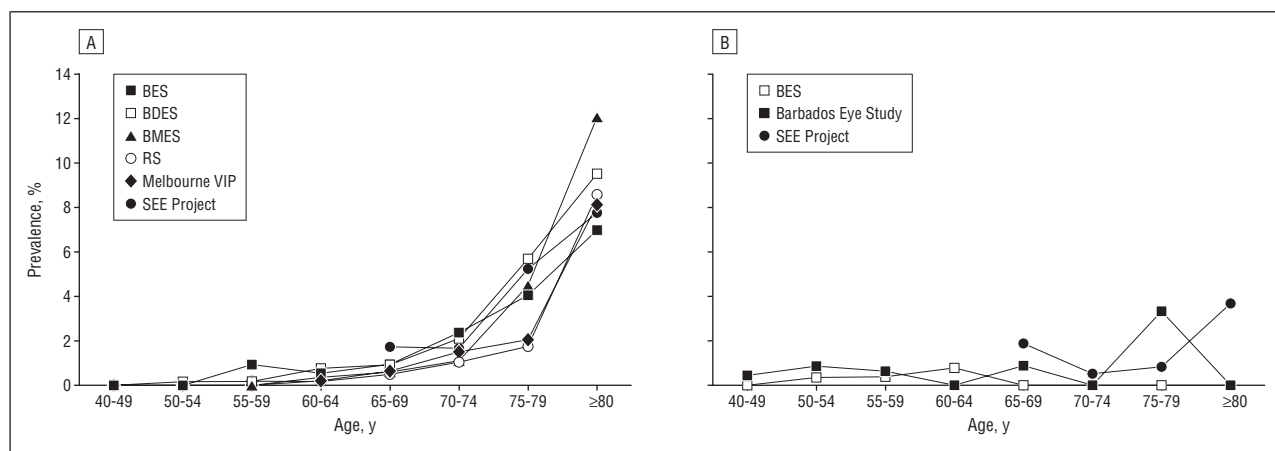 A
14
12
10
8
6
4
2
0
Prevalence, %
BES
BDES
BMES
RS
Melbourne VIP
SEE Project
40-49 50-54 55-59 60-64 65-69 70-74 75-79 ≥80
Age, y
B
BES
Barbados Eye Study
SEE Project
40-49 50-54 55-59 60-64 65-69 70-74 75-79 ≥80
Age, y